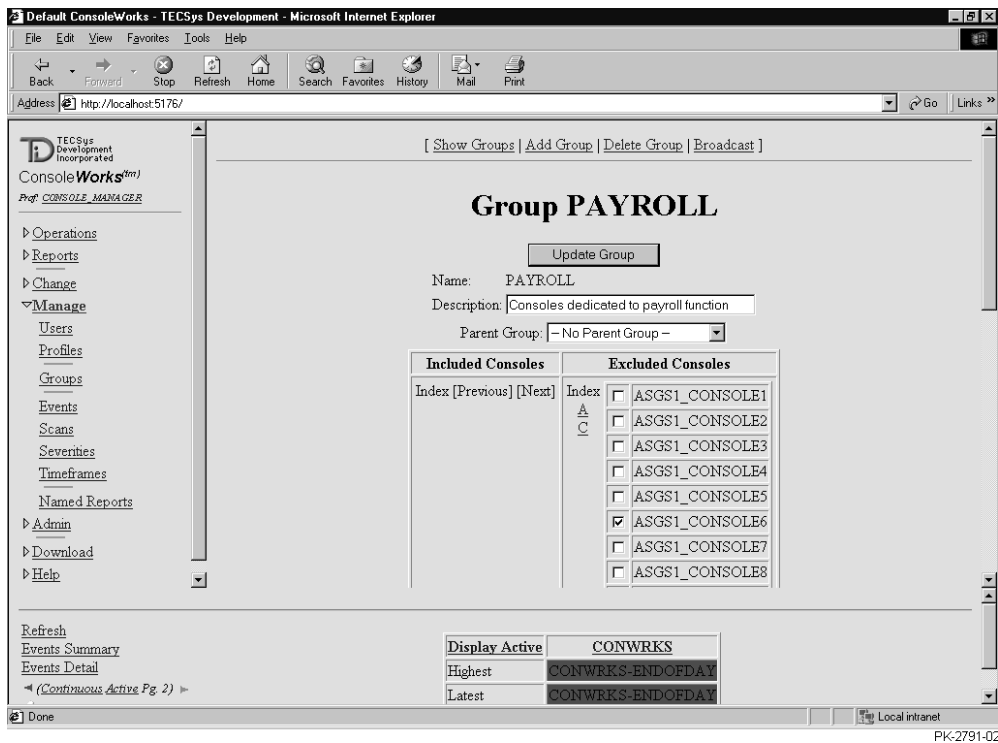 Default ConsoleWorks - TECSys Development - Microsoft Internet Explorer
File Edit View Favorites Tools Help
Back Forward Stop Refresh Home Search Favorites History Mail Print
Address http://localhost:5176/ Go Links »
TECSys
Development
Incorporated
ConsoleWorks(tm)
Prof: CONSOLE_MANAGER
Operations
Reports
Change
Manage
Users
Profiles
Groups
Events
Scans
Severities
Timeframes
Named Reports
Admin
Download
Help
[ Show Groups | Add Group | Delete Group | Broadcast ]
Group PAYROLL
Update Group
Name: PAYROLL
Description: Consoles dedicated to payroll function
Parent Group: – No Parent Group –
Included Consoles Excluded Consoles
Index [Previous] [Next] Index
A
C
ASGS1_CONSOLE1
ASGS1_CONSOLE2
ASGS1_CONSOLE3
ASGS1_CONSOLE4
ASGS1_CONSOLE5
ASGS1_CONSOLE6
ASGS1_CONSOLE7
ASGS1_CONSOLE8
Refresh
Events Summary
Events Detail
(Continuous Active Pg. 2)
Display Active CONWRKS
Highest CONWRKS-ENDOFDAY
Latest CONWRKS-ENDOFDAY
Done Local intranet
PK-2791-02